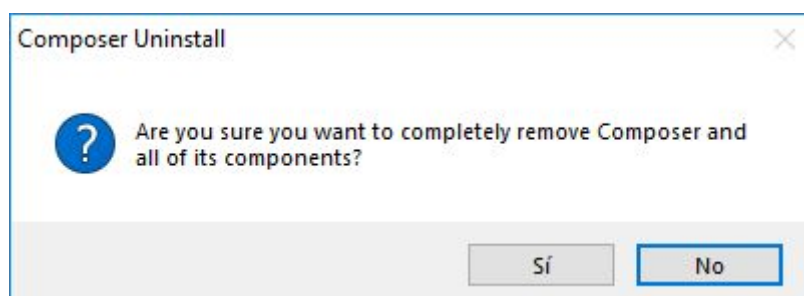 Composer Uninstall
Are you sure you want to completely remove Composer and
all of its components?
Sí
No